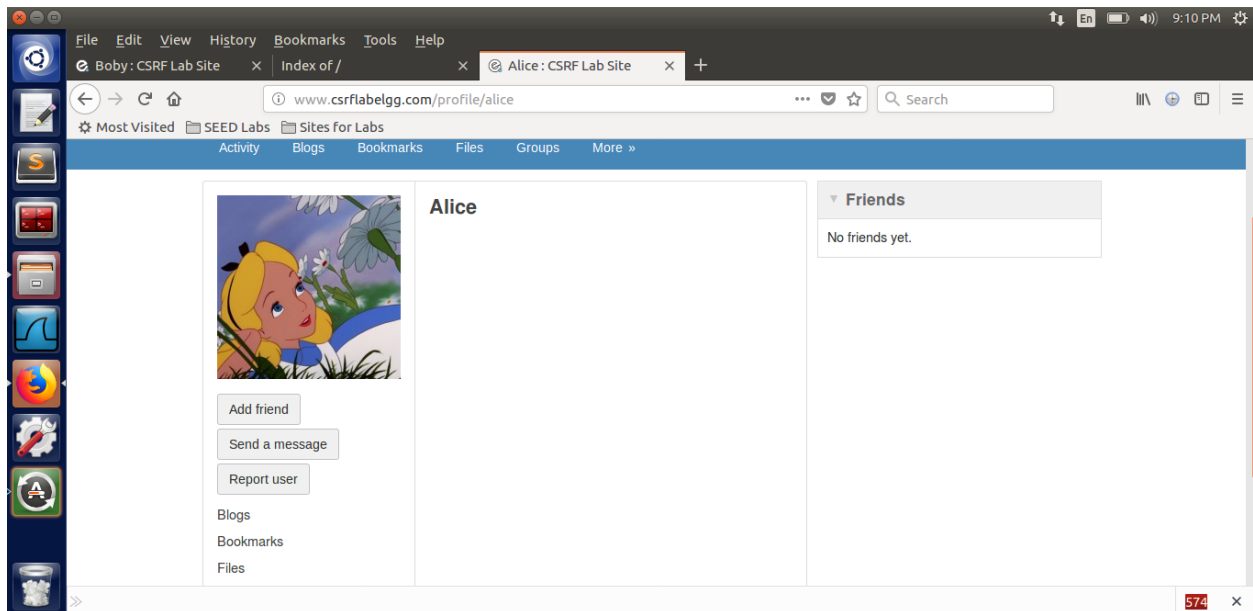 En 9:10 PM
File Edit View History Bookmarks Tools Help
Boby : CSRF Lab Site × Index of / × Alice : CSRF Lab Site × +
www.csrflabelgg.com/profile/alice ••• Search
Most Visited SEED Labs Sites for Labs
Activity Blogs Bookmarks Files Groups More »
Alice
Friends
No friends yet.
Add friend
Send a message
Report user
Blogs
Bookmarks
Files
574 ×